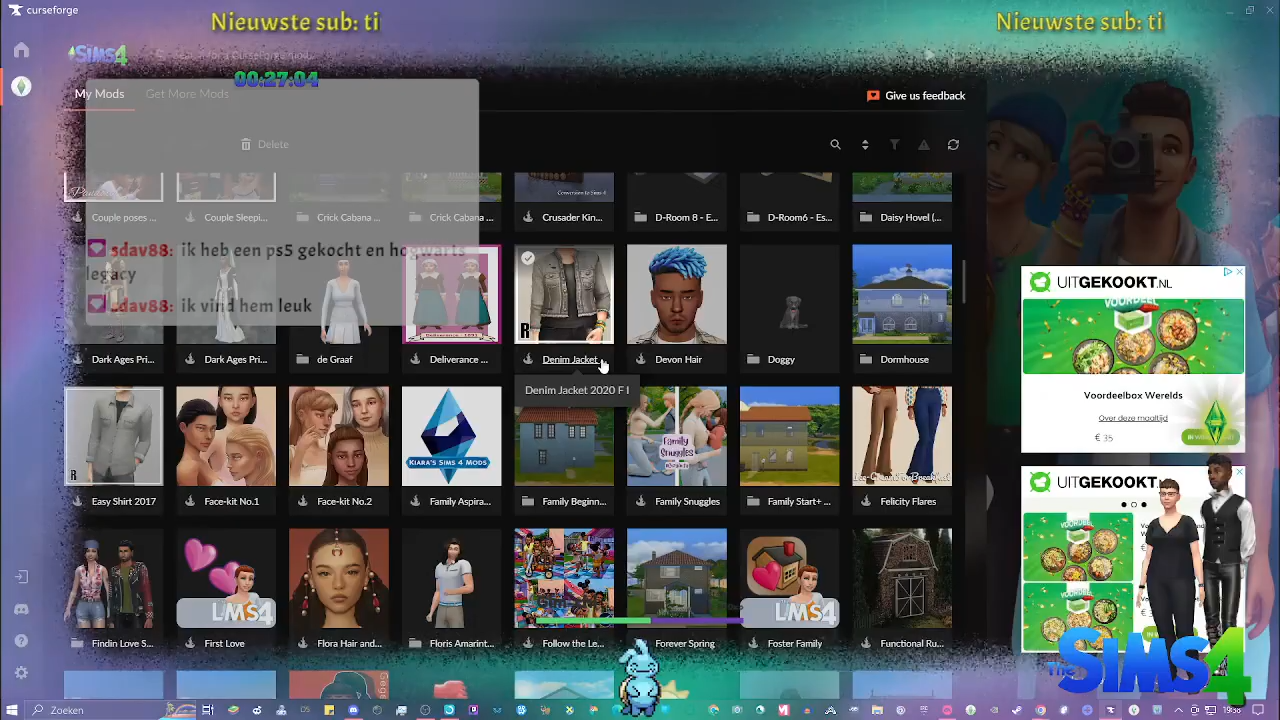 curseforge
Nieuwste sub: ti
Nieuwste sub: ti
SIMS4
00:27:04
My Mods
Get More Mods
Give us feedback
Delete
Couple poses ...
Couple Sleepi...
Crick Cabana ...
Crick Cabana ...
Crusader Kin...
D-Room 8 - E...
D-Room6 - Es...
Daisy Hovel (...
sdav88: ik heb een ps5 gekocht en hogwarts
legacy
sdav88: ik vind hem leuk
Dark Ages Pri...
Dark Ages Pri...
de Graaf
Deliverance ...
Denim Jacket
Devon Hair
Doggy
Dormhouse
Denim Jacket 2020 F I
KIARA'S SIMS 4 MODS
Family
Snuggles
Easy Shirt 2017
Face-kit No.1
Face-kit No.2
Family Aspira...
Family Beginn...
Family Snuggles
Family Start+ ...
Felicity Flares
LMS4
LMS4
Findin Love S...
First Love
Flora Hair and...
Floris Amarint...
Follow the Le...
Forever Spring
Foster Family
Functional Ru...
UITGEKOOKT.NL
VOORDEEL
Voordeelbox Werelds
Over deze maaltijd
€ 35
UITGEKOOKT.
THE SIMS 4
Zoeken